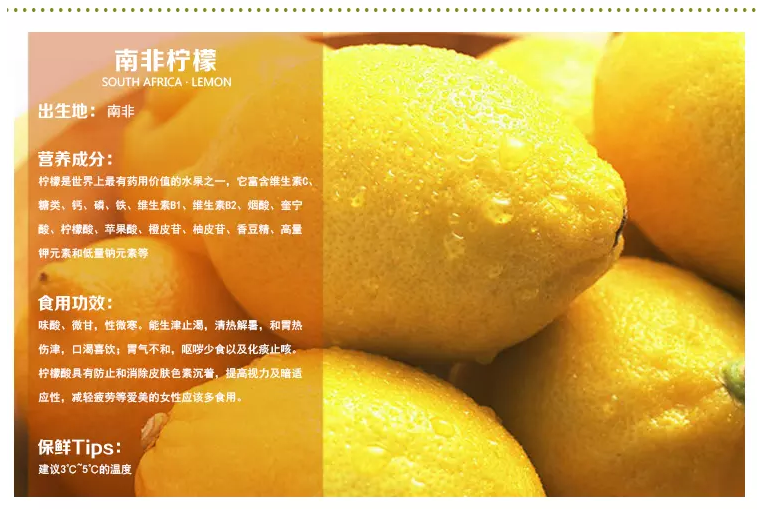 南非柠檬
SOUTH AFRICA · LEMON
出生地：南非
营养成分：
柠檬是世界上最有药用价值的水果之一，它富含维生素C、
糖类、钙、磷、铁、维生素B1、维生素B2、烟酸、奎宁
酸、柠檬酸、苹果酸、橙皮苷、柚皮苷、香豆精、高量
钾元素和低量钠元素等
食用功效：
味酸、微甘，性微寒。能生津止渴，清热解暑，和胃热
伤津，口渴喜饮；胃气不和，呕哕少食以及化痰止咳。
柠檬酸具有防止和消除皮肤色素沉着，提高视力及暗适
应性，减轻疲劳等爱美的女性应该多食用。
保鲜Tips：
建议3℃~5℃的温度